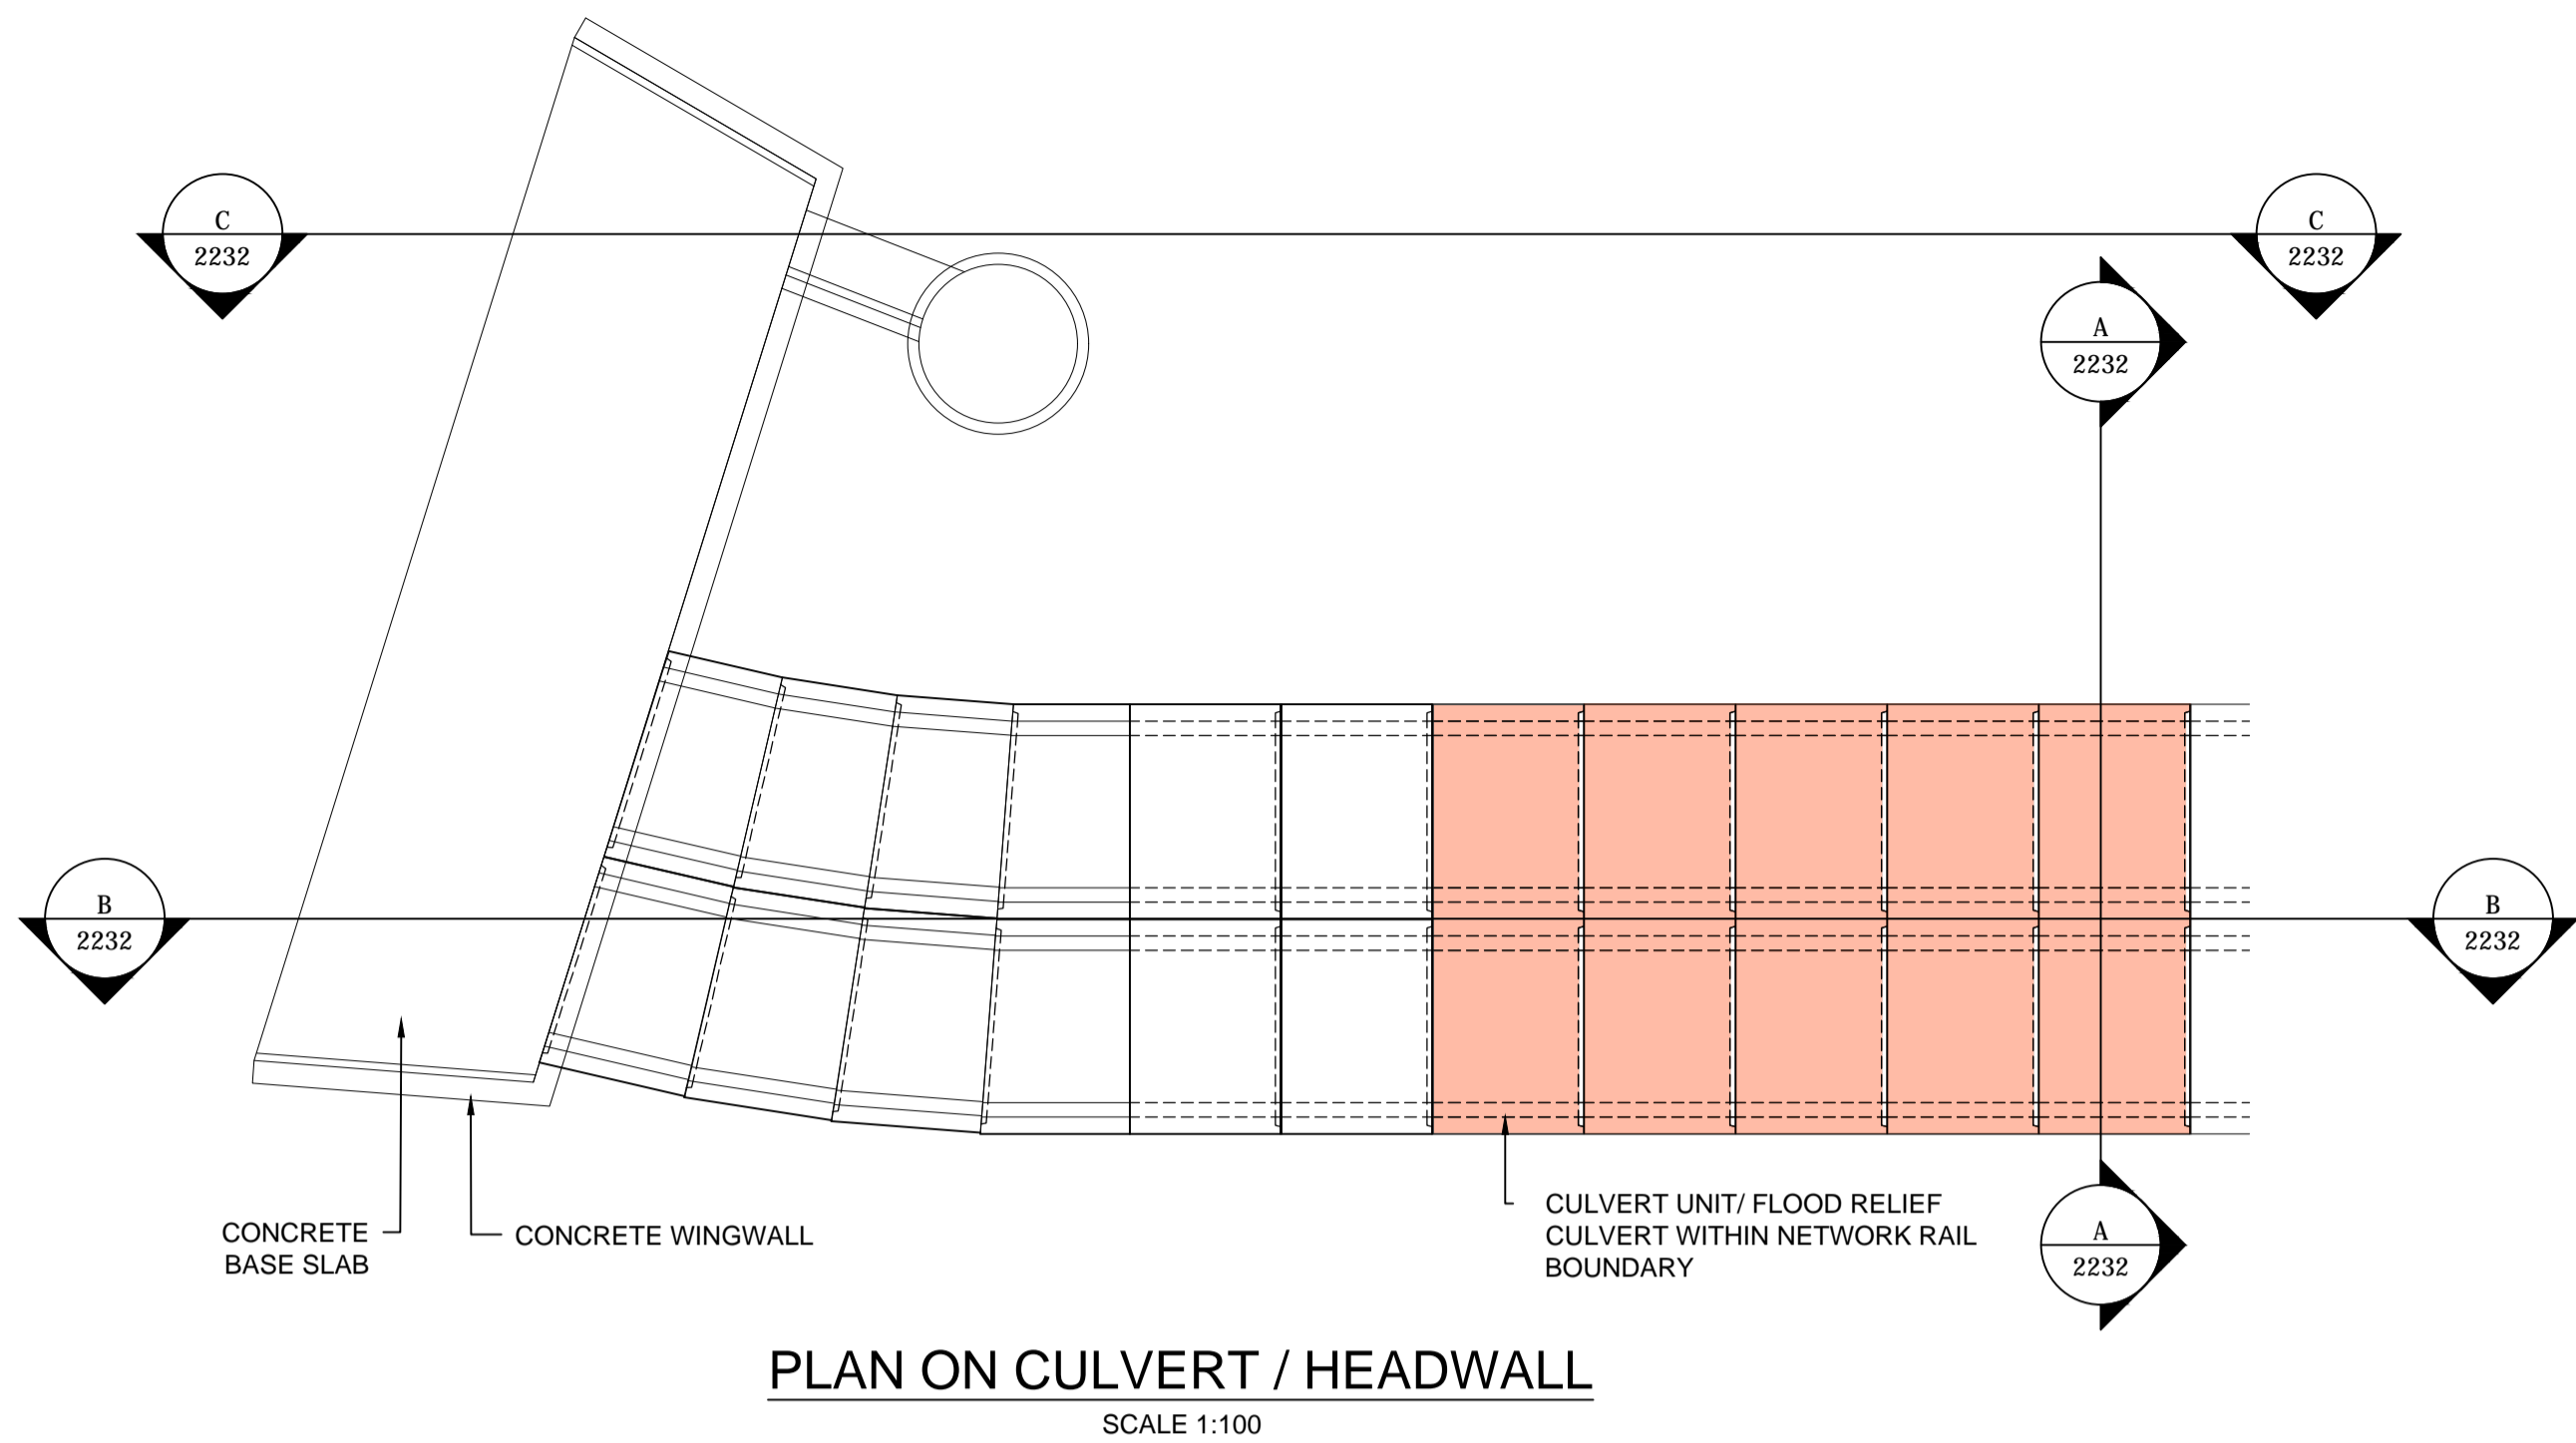 C
2232
C
2232
A
2232
B
2232
B
2232
CONCRETE
BASE SLAB
CONCRETE WINGWALL
CULVERT UNIT/ FLOOD RELIEF
CULVERT WITHIN NETWORK RAIL
BOUNDARY
A
2232
PLAN ON CULVERT / HEADWALL
SCALE 1:100